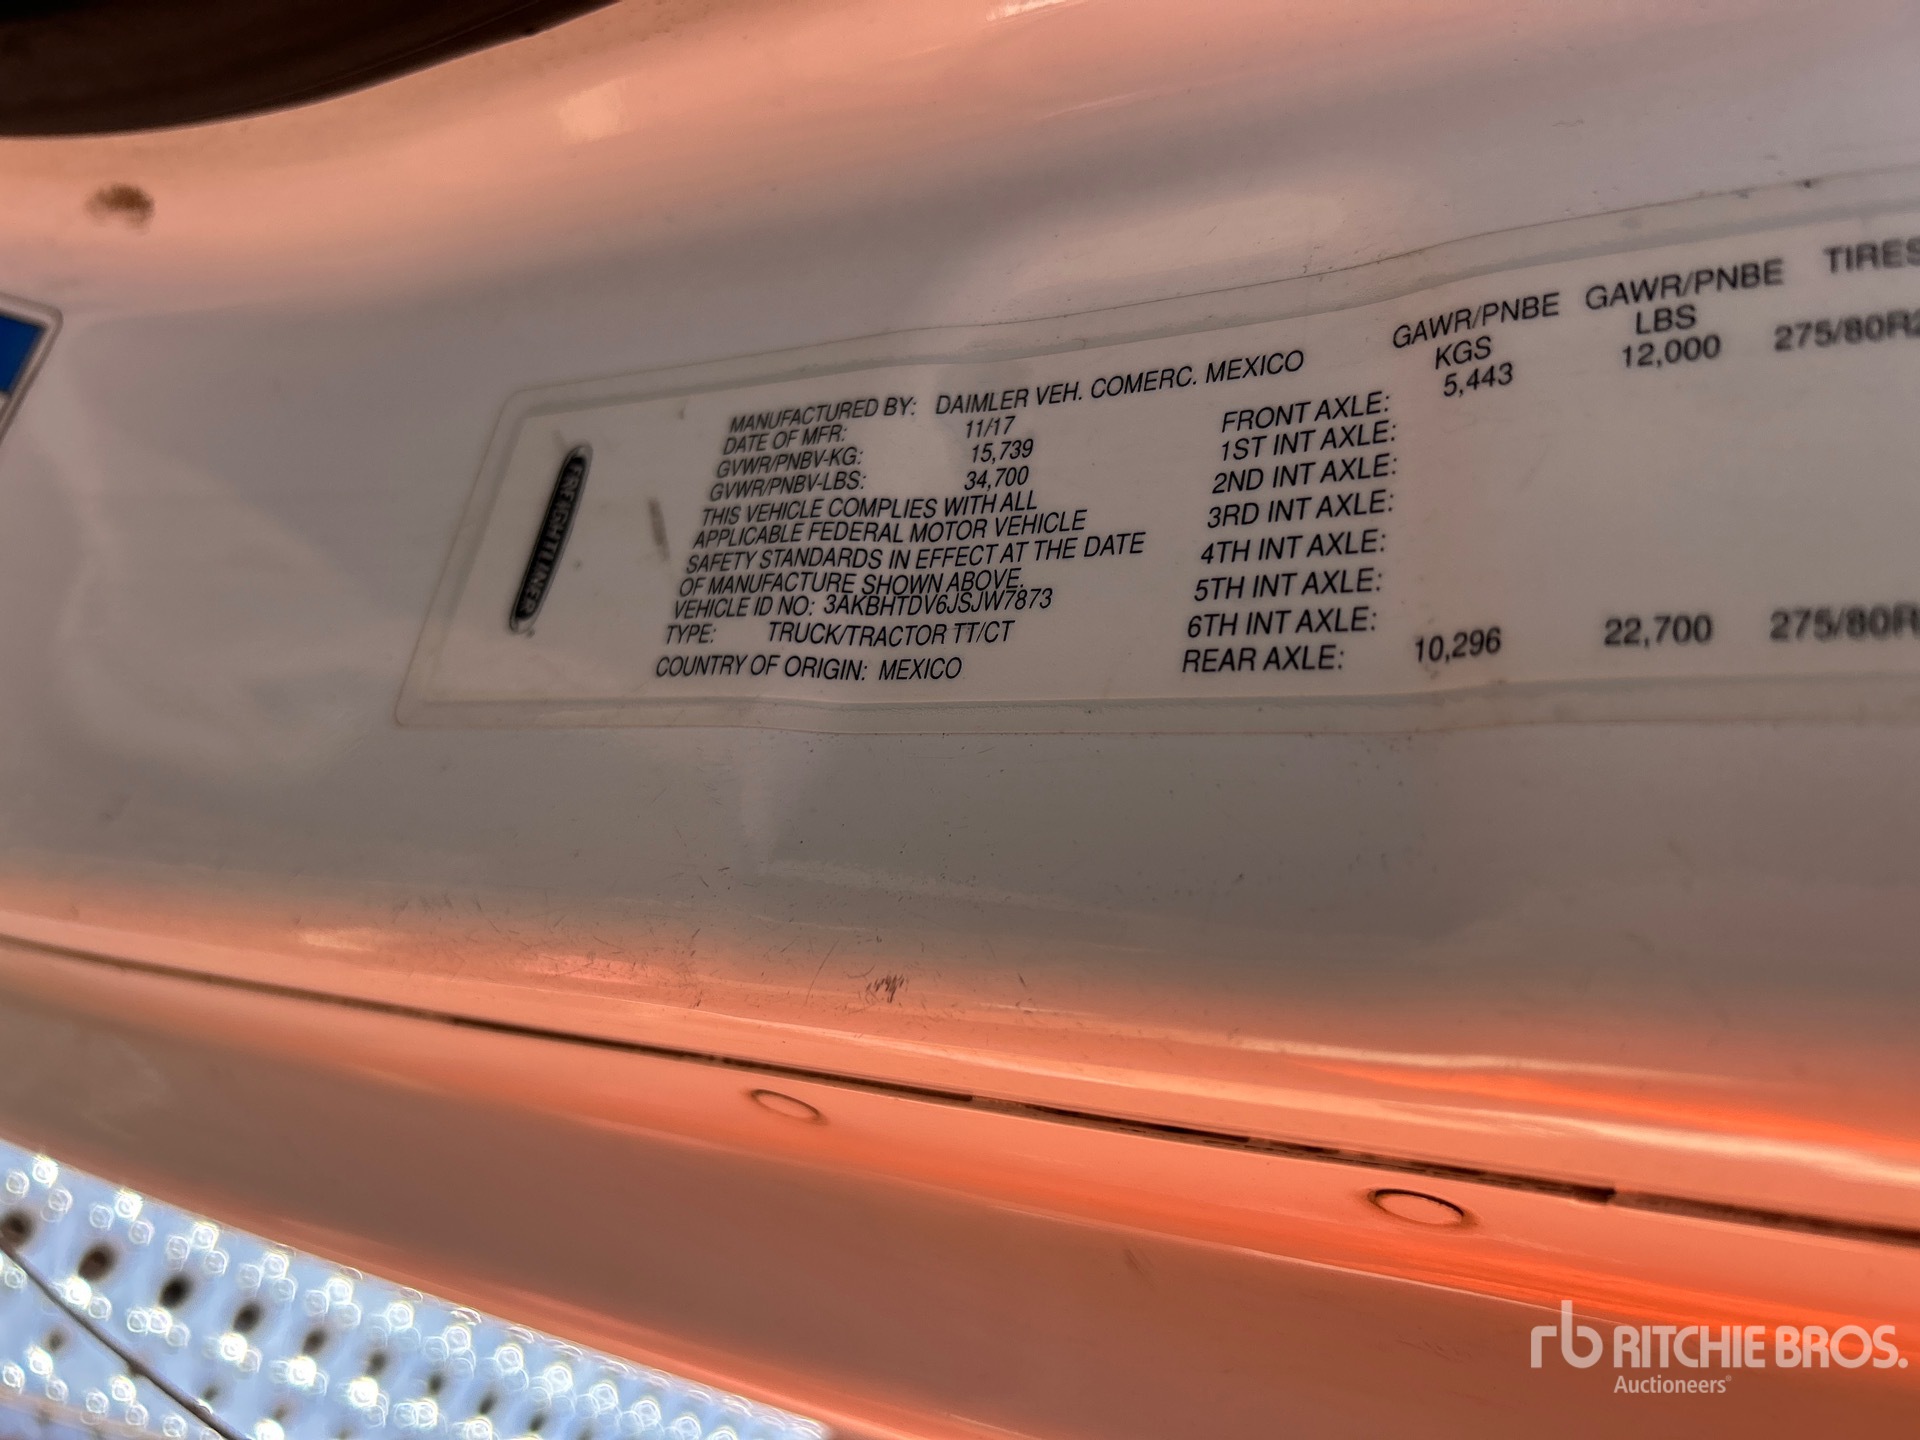 FREIGHTLINER
MANUFACTURED BY: DAIMLER VEH. COMERC. MEXICO
DATE OF MFR: 11/17
GVWR/PNBV-KG: 15,739
GVWR/PNBV-LBS: 34,700
THIS VEHICLE COMPLIES WITH ALL
APPLICABLE FEDERAL MOTOR VEHICLE
SAFETY STANDARDS IN EFFECT AT THE DATE
OF MANUFACTURE SHOWN ABOVE.
VEHICLE ID NO: 3AKBHTDV6JSJW7873
TYPE: TRUCK/TRACTOR TT/CT
COUNTRY OF ORIGIN: MEXICO
GAWR/PNBE GAWR/PNBE TIRES
KGS LBS
FRONT AXLE: 5,443 12,000 275/80R2
1ST INT AXLE:
2ND INT AXLE:
3RD INT AXLE:
4TH INT AXLE:
5TH INT AXLE:
6TH INT AXLE:
REAR AXLE: 10,296 22,700 275/80R
rb RITCHIE BROS.
Auctioneers